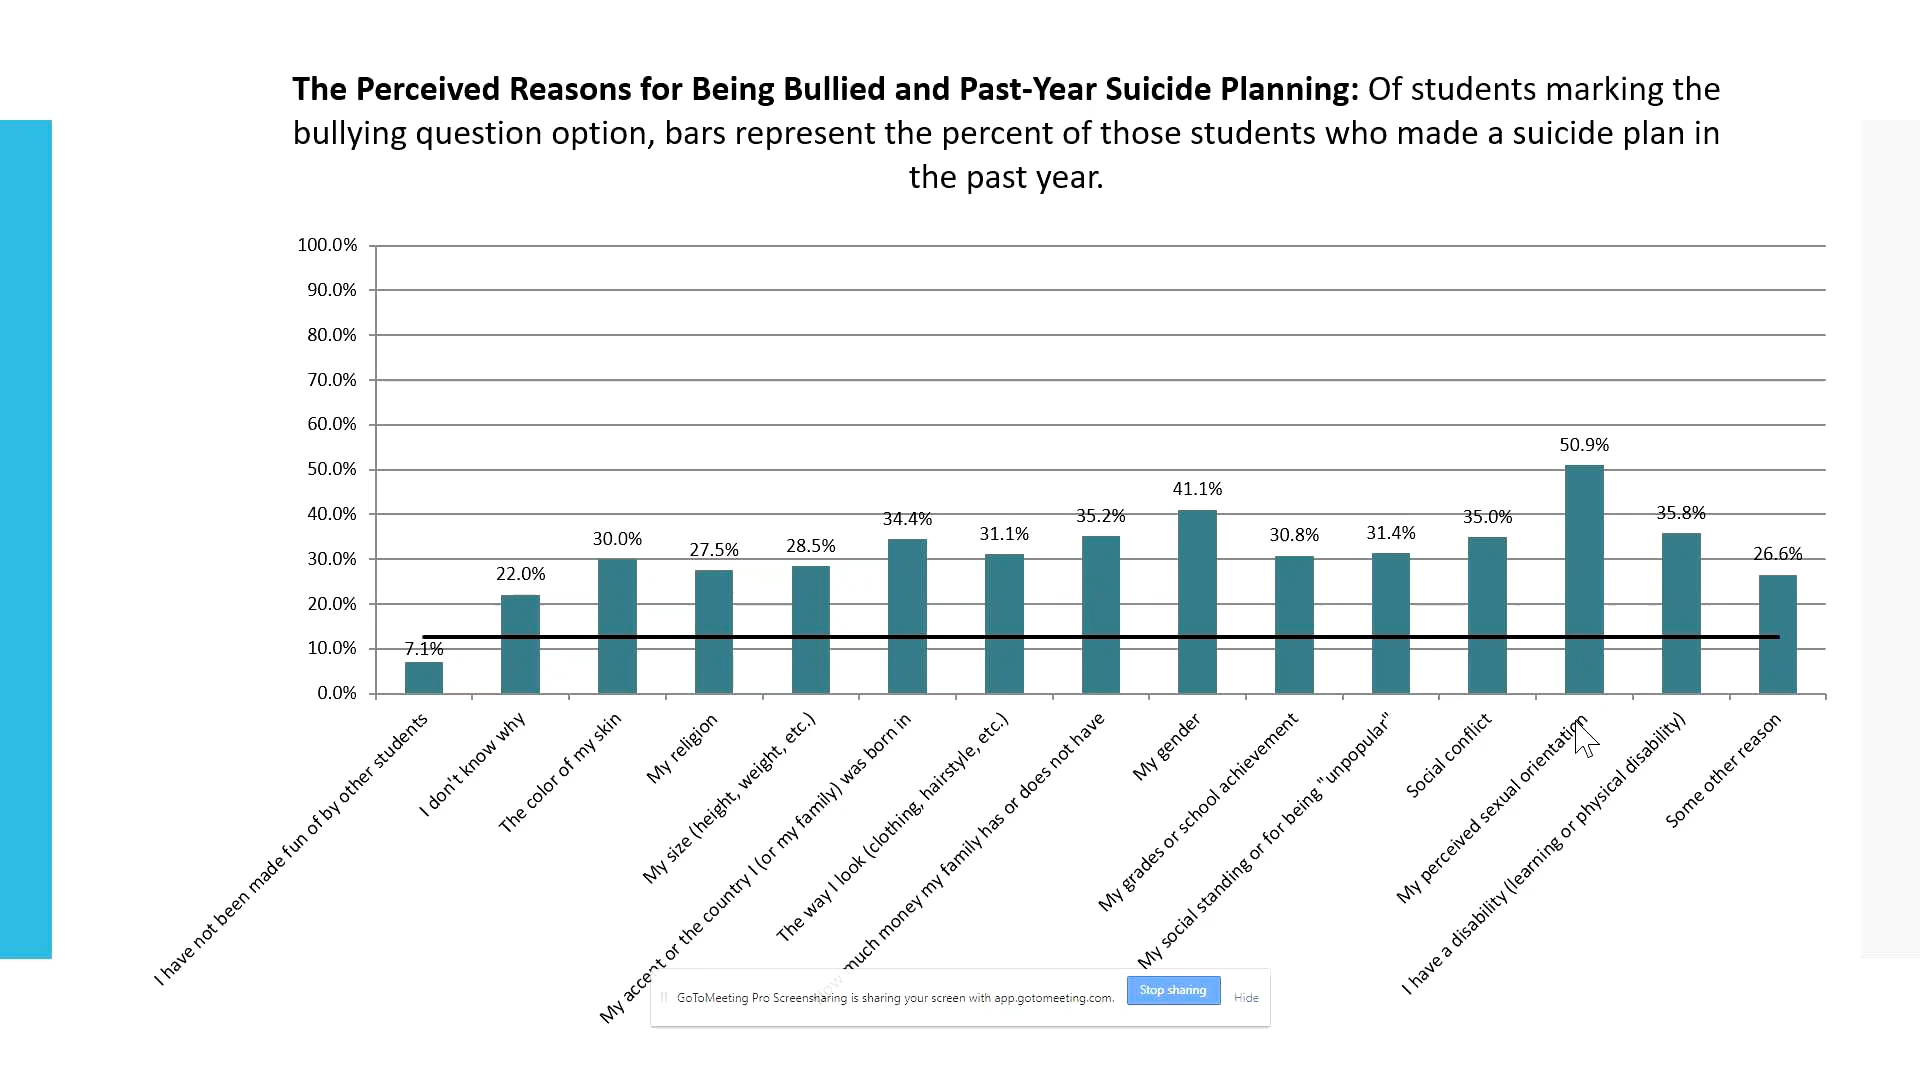 The Perceived Reasons for Being Bullied and Past-Year Suicide Planning: Of students marking the
bullying question option, bars represent the percent of those students who made a suicide plan in
the past year.
100.0%
90.0%
80.0%
70.0%
60.0%
50.0%
40.0%
30.0%
20.0%
10.0%
0.0%
7.1%
22.0%
30.0%
27.5%
28.5%
34.4%
31.1%
35.2%
41.1%
30.8%
31.4%
35.0%
50.9%
35.8%
26.6%
I have not been made fun of by other students
I don't know why
The color of my skin
My religion
My size (height, weight, etc.)
My accent or the country I (or my family) was born in
The way I look (clothing, hairstyle, etc.)
much money my family has or does not have
My gender
My grades or school achievement
My social standing or for being "unpopular"
Social conflict
My perceived sexual orientation
I have a disability (learning or physical disability)
Some other reason
GoToMeeting Pro Screensharing is sharing your screen with app.gotomeeting.com.
Stop sharing
Hide